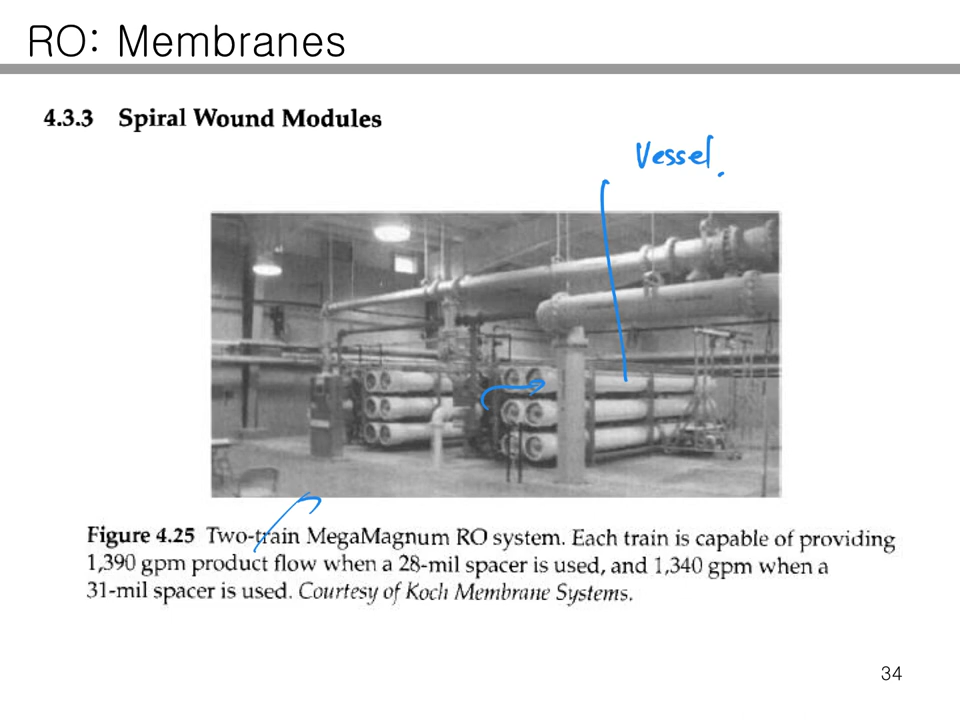 RO: Membranes
4.3.3 Spiral Wound Modules
Vessel.
Figure 4.25 Two-train MegaMagnum RO system. Each train is capable of providing
1,390 gpm product flow when a 28-mil spacer is used, and 1,340 gpm when a
31-mil spacer is used. Courtesy of Koch Membrane Systems.
34